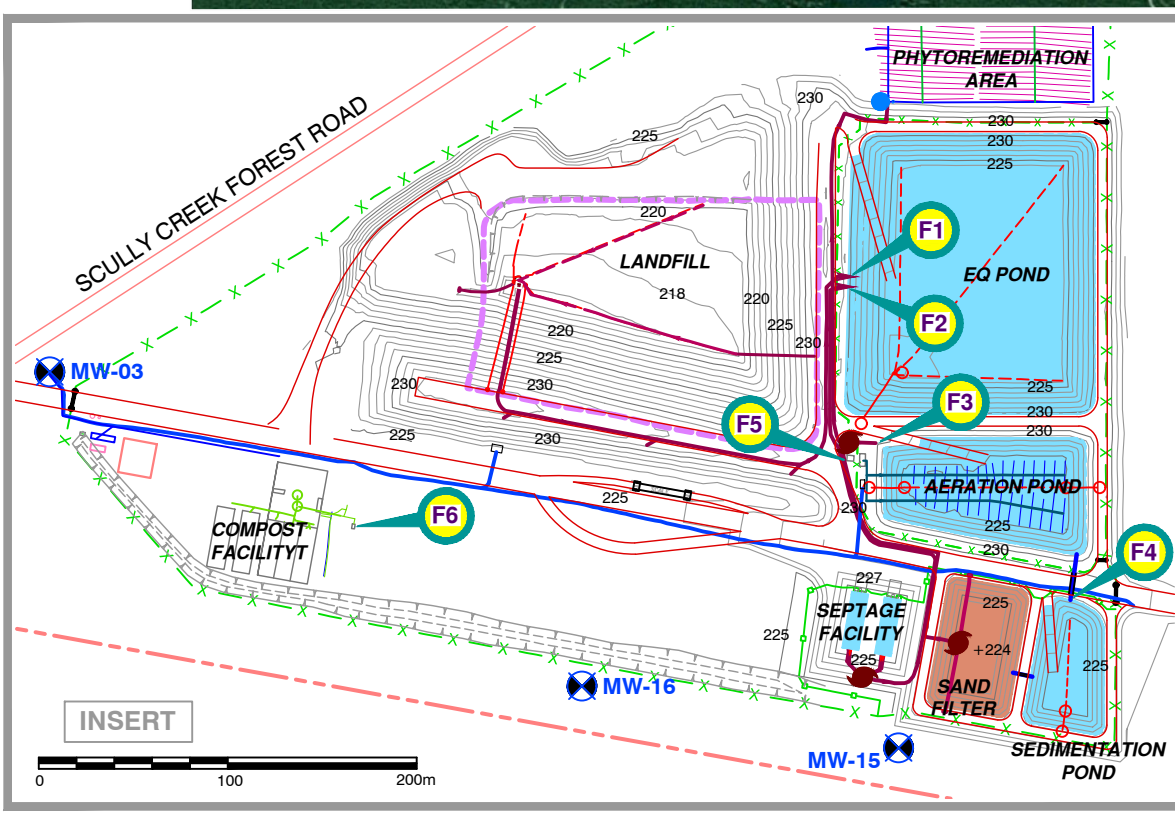 PHYTOREMEDIATION
AREA
230
225
230
230
225
SCULLY CREEK FOREST ROAD
220
LANDFILL
218
220
225
230
F1
EQ POND
F2
220
225
230
230
225
230
MW-03
225
230
230
F3
F5
AERATION POND
225
230
225
230
F6
COMPOST
FACILITYT
F4
227
SEPTAGE
FACILITY
225
225
225
+224
SAND
FILTER
225
SEDIMENTATION
POND
MW-16
MW-15
INSERT
0 100 200m